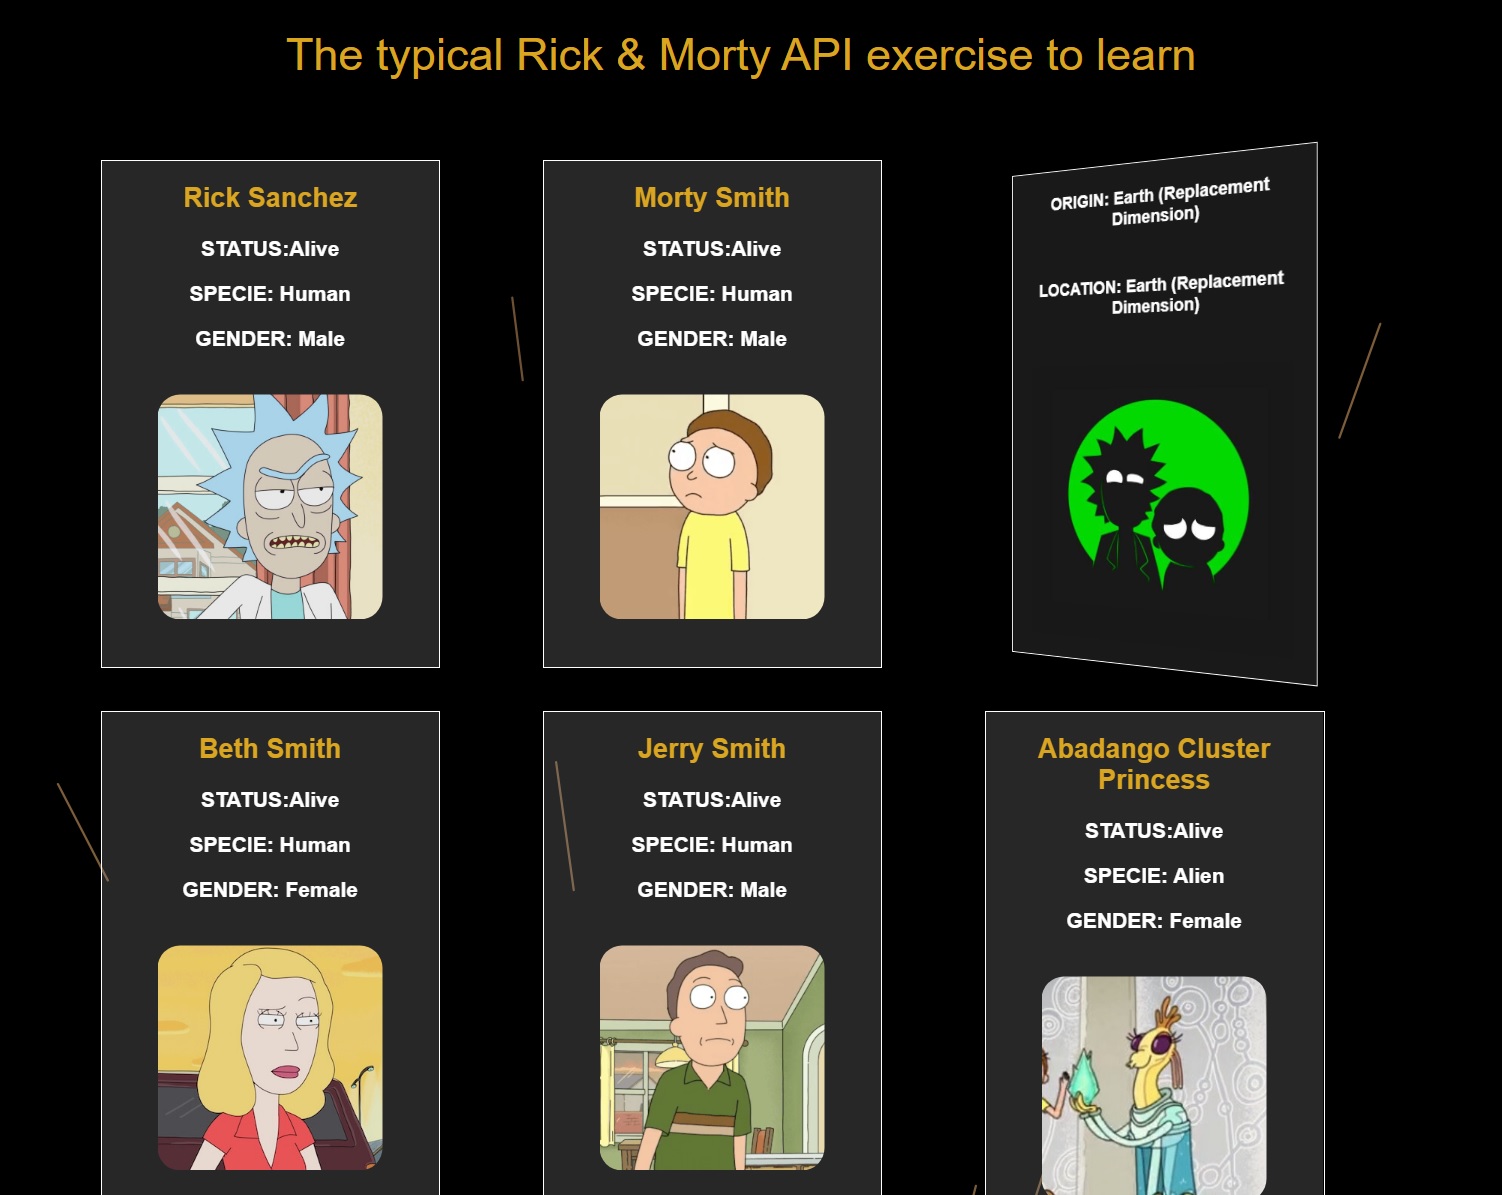 The typical Rick & Morty API exercise to learn
Rick Sanchez
STATUS:Alive
SPECIE: Human
GENDER: Male
Morty Smith
STATUS:Alive
SPECIE: Human
GENDER: Male
ORIGIN: Earth (Replacement
Dimension)
LOCATION: Earth (Replacement
Dimension)
Beth Smith
STATUS:Alive
SPECIE: Human
GENDER: Female
Jerry Smith
STATUS:Alive
SPECIE: Human
GENDER: Male
Abadango Cluster
Princess
STATUS:Alive
SPECIE: Alien
GENDER: Female